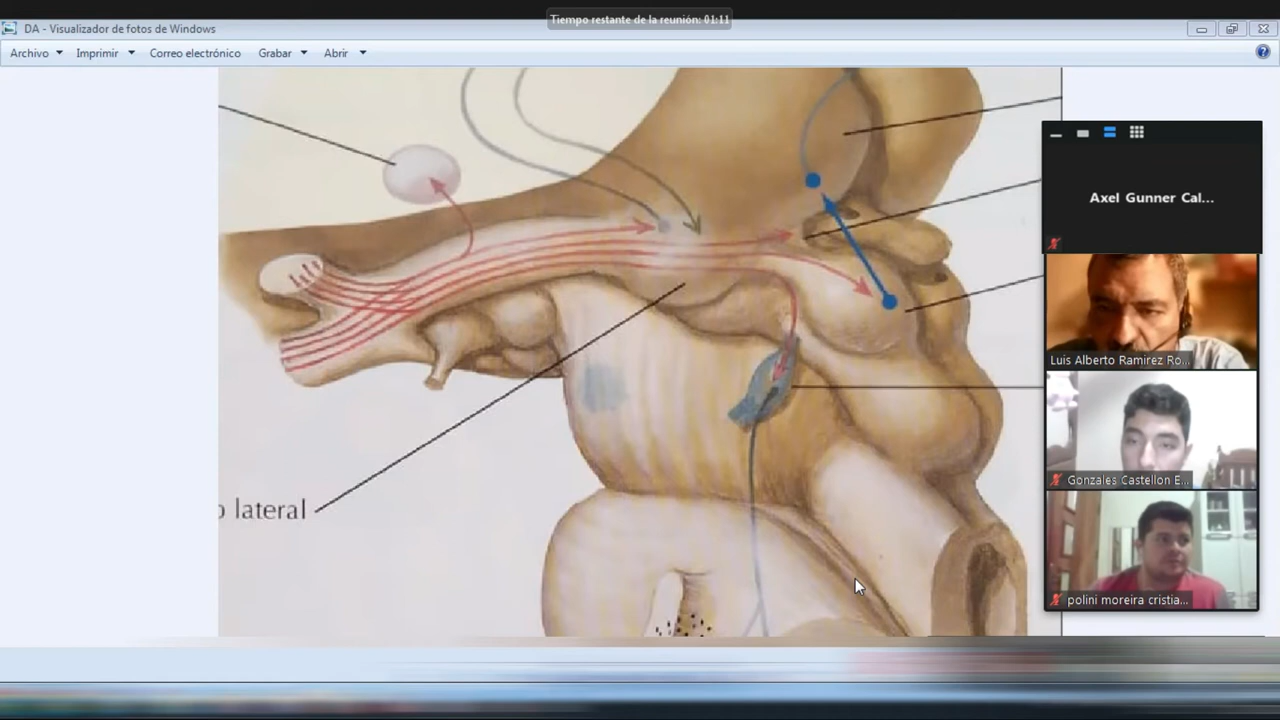 Tiempo restante de la reunión: 01:11
DA - Visualizador de fotos de Windows
Archivo Imprimir Correo electrónico Grabar Abrir
Axel Gunner Cal...
Luis Alberto Ramirez Ro...
Gonzales Castellon E...
lateral
polini moreira cristia...